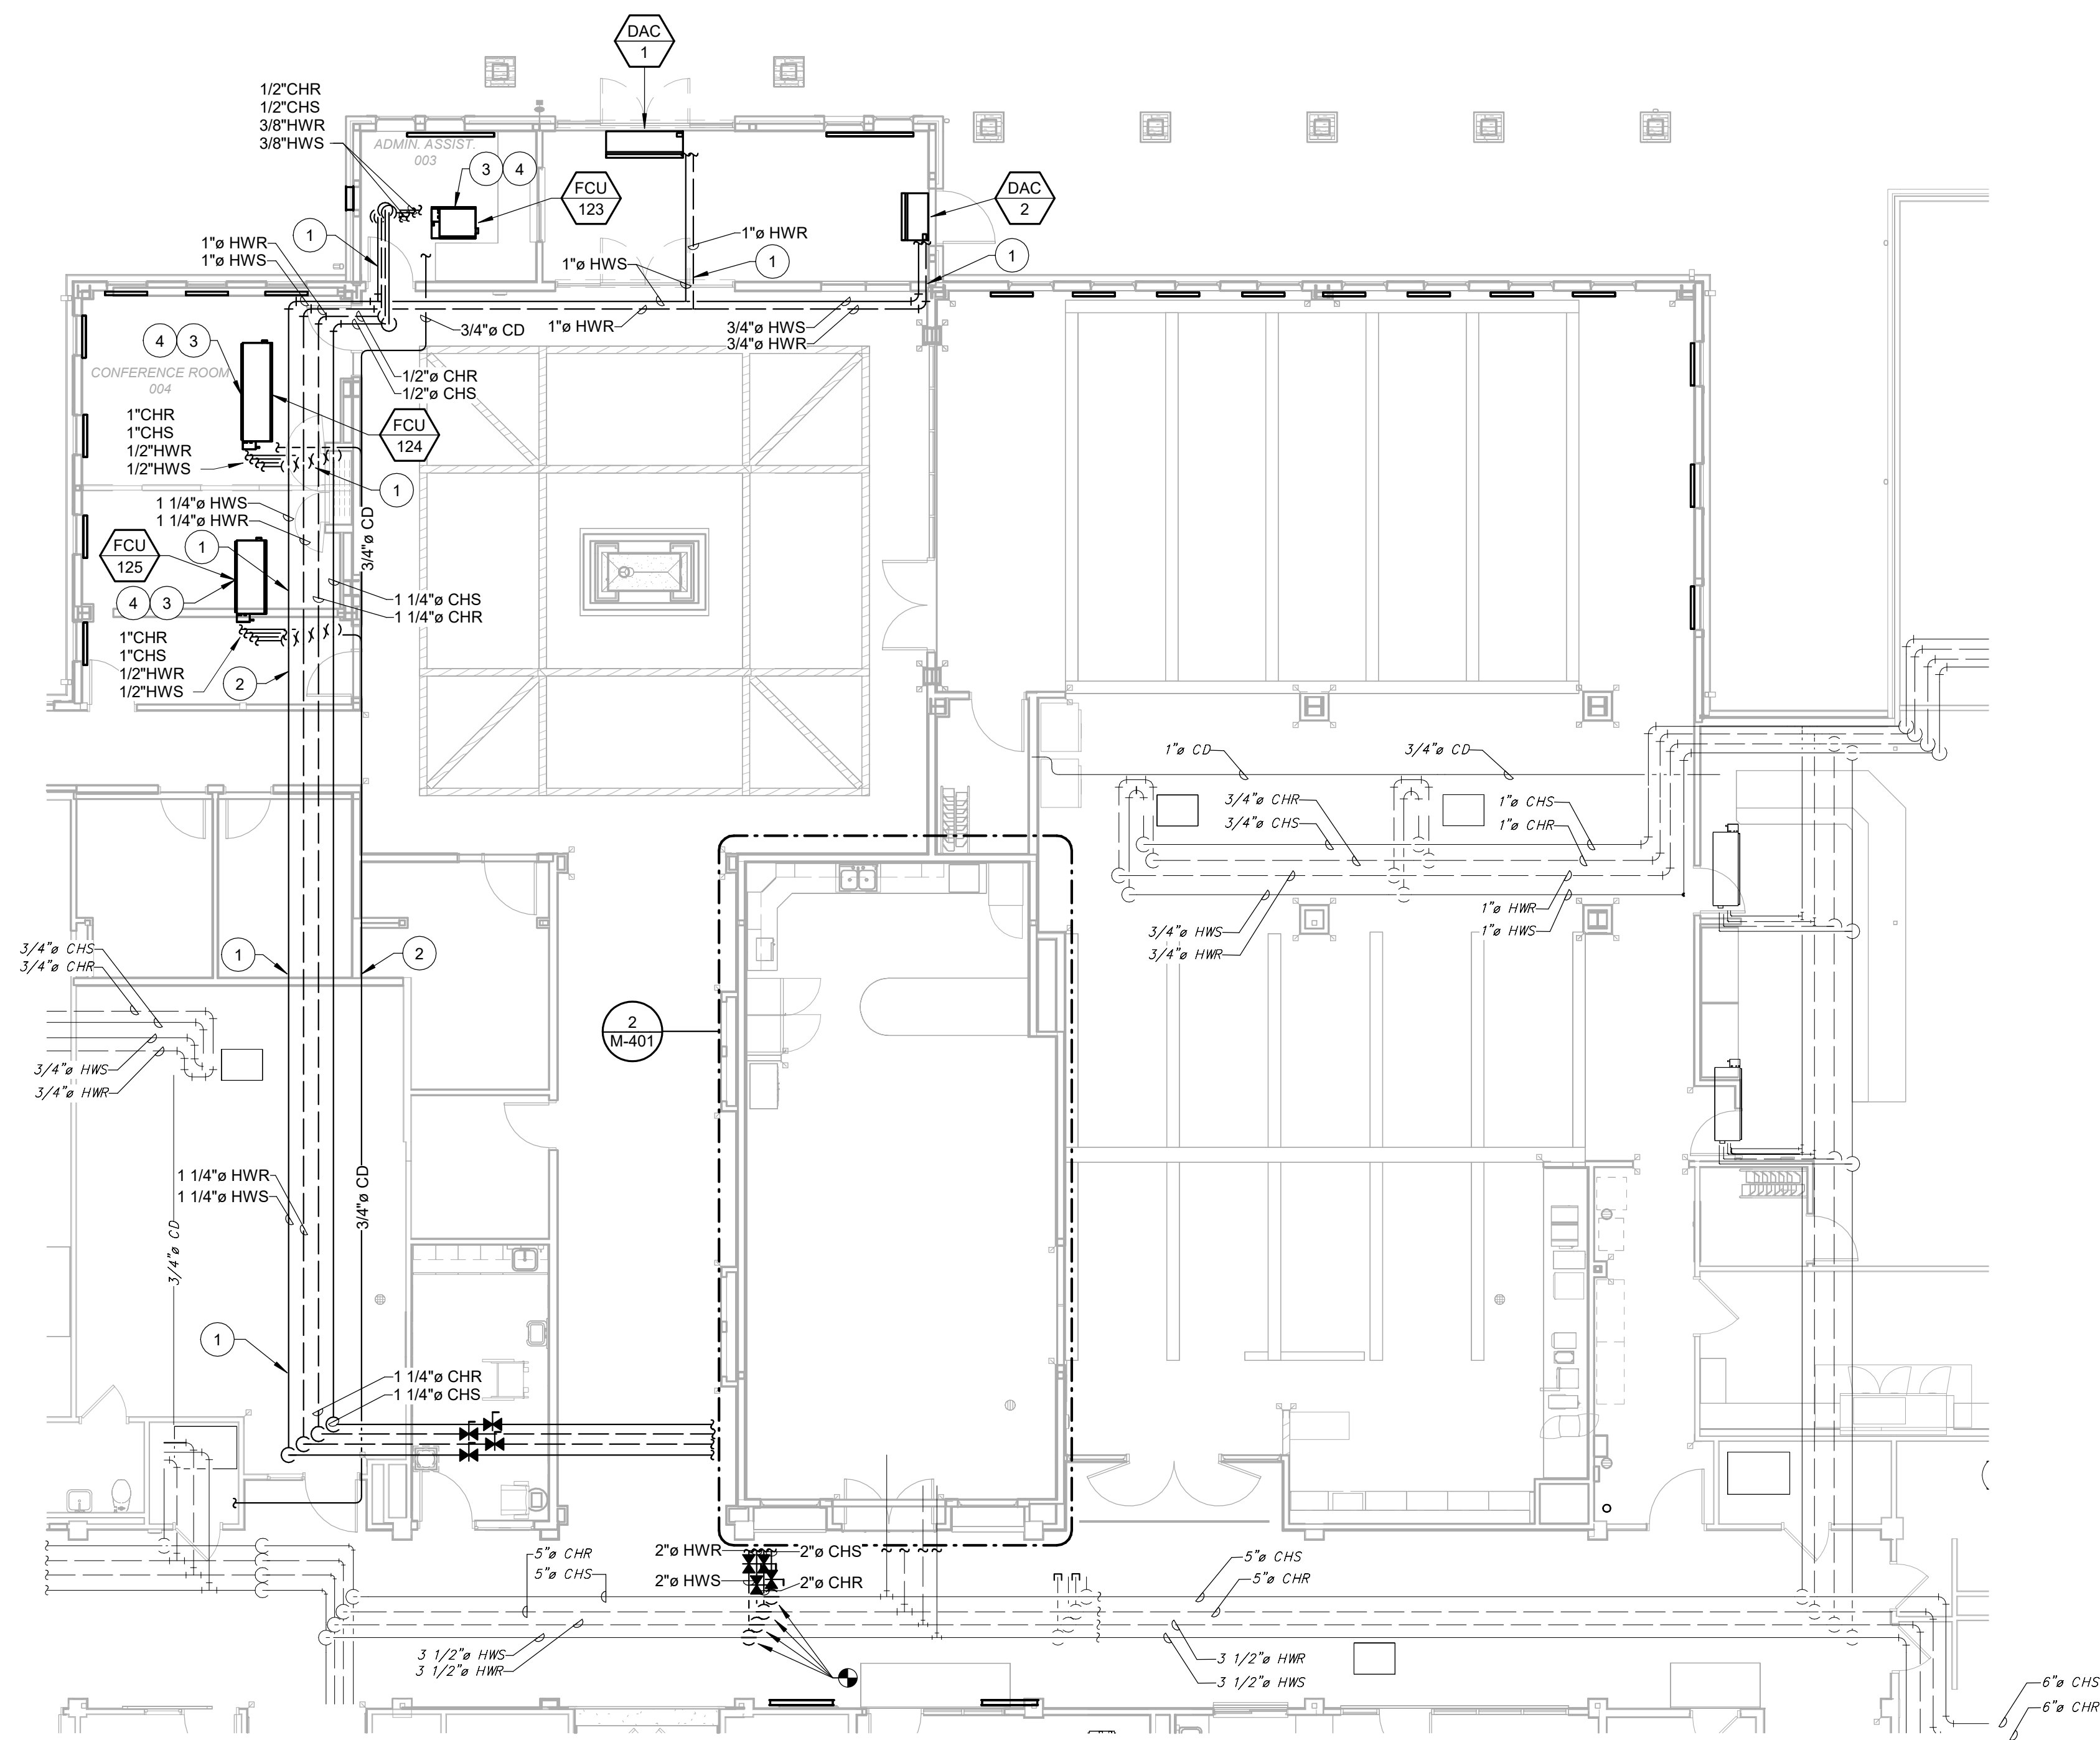 DAC
1
1/2"CHR
1/2"CHS
3/8"HWR
3/8"HWS
ADMIN. ASSIST.
003
3
4
FCU
123
DAC
2
1
1"ø HWR
1"ø HWS
1"ø HWR
1
1"ø HWS
1
3/4"ø CD
1"ø HWR
3/4"ø HWS
3/4"ø HWR
4
3
CONFERENCE ROOM
004
1/2"ø CHR
1/2"ø CHS
1"CHR
1"CHS
1/2"HWR
1/2"HWS
FCU
124
1
1 1/4"ø HWS
1 1/4"ø HWR
3/4"ø CD
FCU
125
1
4
3
1 1/4"ø CHS
1 1/4"ø CHR
1"CHR
1"CHS
1/2"HWR
1/2"HWS
2
1"ø CD
3/4"ø CD
3/4"ø CHR
3/4"ø CHS
1"ø CHS
1"ø CHR
1"ø HWR
1"ø HWS
3/4"ø HWS
3/4"ø HWR
3/4"ø CHS
3/4"ø CHR
1
2
2
M-401
3/4"ø HWS
3/4"ø HWR
1 1/4"ø HWR
1 1/4"ø HWS
3/4"ø CD
3/4"ø CD
1
1 1/4"ø CHR
1 1/4"ø CHS
5"ø CHR
5"ø CHS
2"ø HWR
2"ø HWS
2"ø CHS
2"ø CHR
5"ø CHS
5"ø CHR
3 1/2"ø HWS
3 1/2"ø HWR
3 1/2"ø HWR
3 1/2"ø HWS
6"ø CHS
6"ø CHR